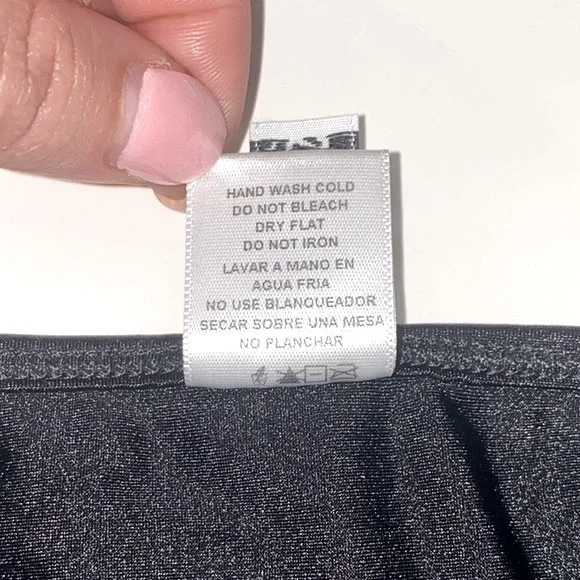 HAND WASH COLD
DO NOT BLEACH
DRY FLAT
DO NOT IRON
LAVAR A MANO EN
AGUA FRIA
NO USE BLANQUEADOR
SECAR SOBRE UNA MESA
NO PLANCHAR